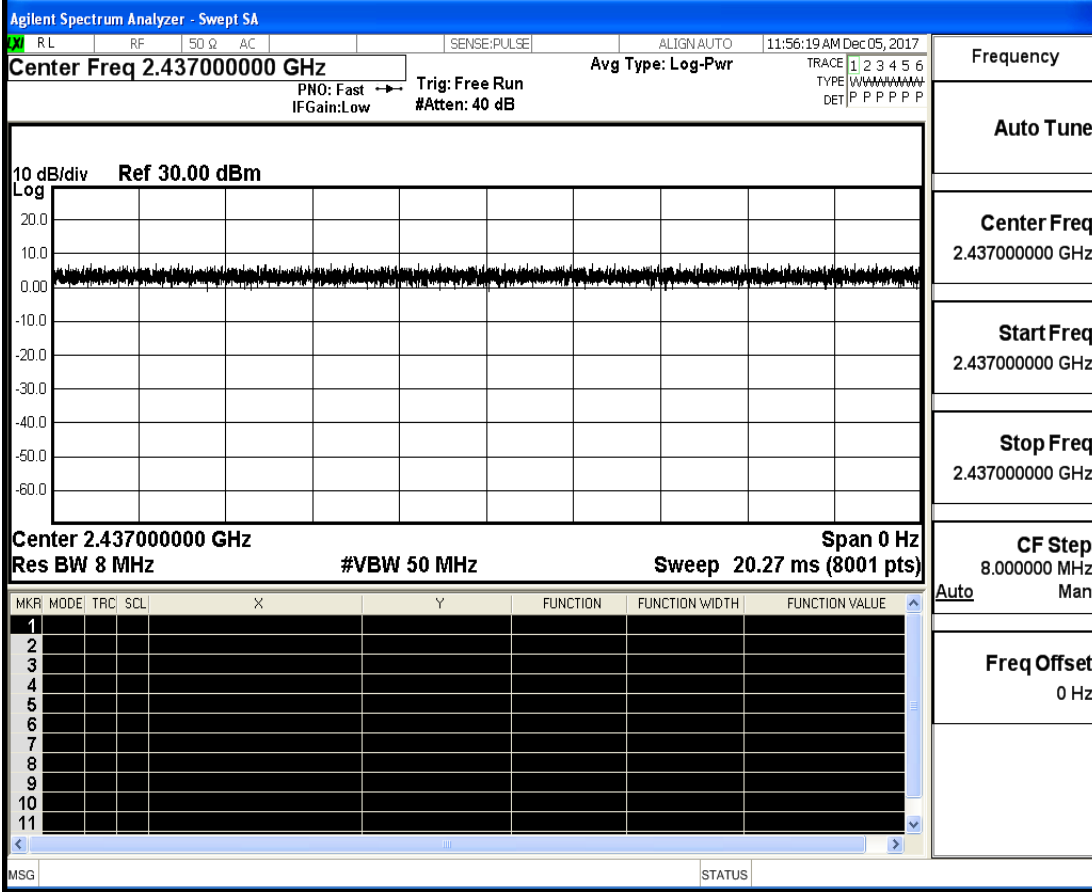 Agilent Spectrum Analyzer - Swept SA
LXI RL RF 50 Ω AC SENSE:PULSE ALIGN AUTO 11:56:19 AM Dec 05, 2017
Center Freq 2.437000000 GHz
PNO: Fast
IFGain:Low
Trig: Free Run
#Atten: 40 dB
Avg Type: Log-Pwr
TRACE 1 2 3 4 5 6
TYPE WWWWWW
DET P P P P P P
10 dB/div Ref 30.00 dBm
Log
20.0
10.0
0.00
-10.0
-20.0
-30.0
-40.0
-50.0
-60.0
Center 2.437000000 GHz Span 0 Hz
Res BW 8 MHz #VBW 50 MHz Sweep 20.27 ms (8001 pts)
MKR MODE TRC SCL X Y FUNCTION FUNCTION WIDTH FUNCTION VALUE
1
2
3
4
5
6
7
8
9
10
11
MSG STATUS
Frequency
Auto Tune
Center Freq
2.437000000 GHz
Start Freq
2.437000000 GHz
Stop Freq
2.437000000 GHz
CF Step
8.000000 MHz
Auto Man
Freq Offset
0 Hz